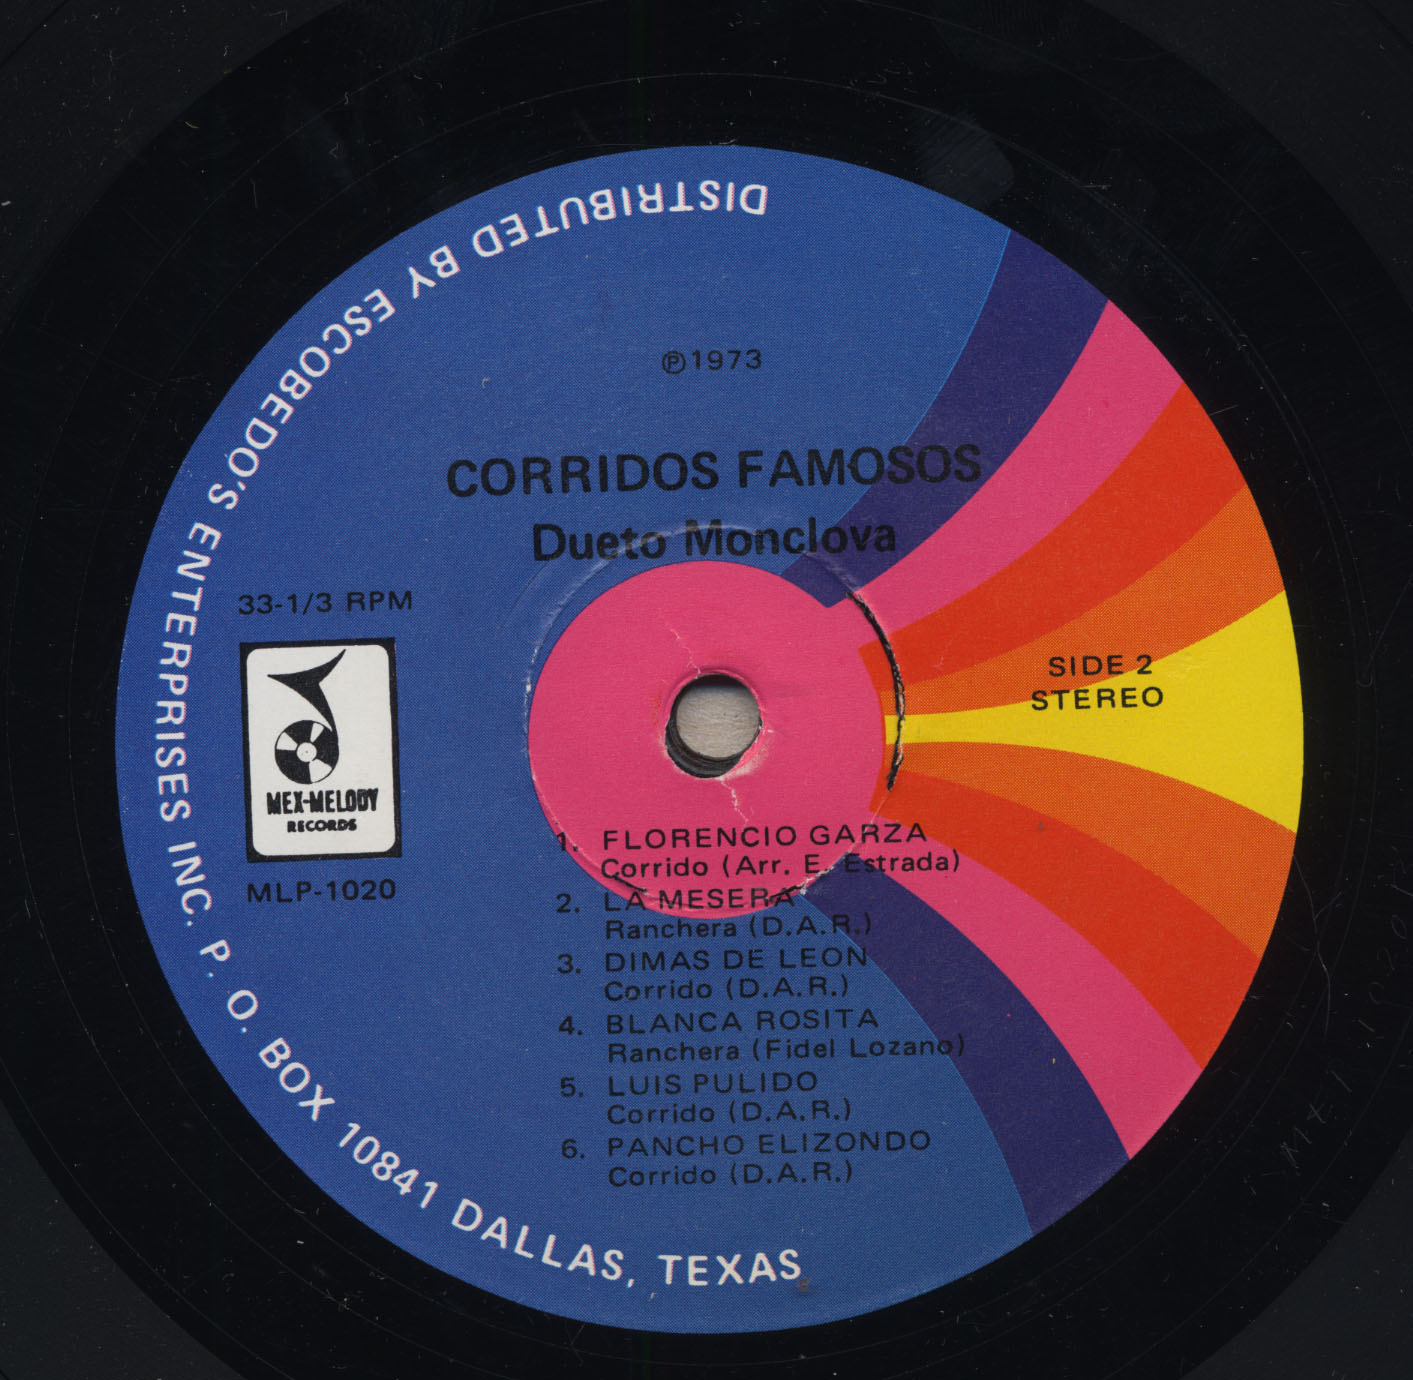 DISTRIBUTED BY ESCOBEDO'S ENTERPRISES INC. P. O. BOX 10841 DALLAS, TEXAS
℗1973
CORRIDOS FAMOSOS
Dueto Monclova
33-1/3 RPM
MEX-MELODY
RECORDS
MLP-1020
SIDE 2
STEREO
1. FLORENCIO GARZA
Corrido (Arr. E. Estrada)
2. LA MESERA
Ranchera (D.A.R.)
3. DIMAS DE LEON
Corrido (D.A.R.)
4. BLANCA ROSITA
Ranchera (Fidel Lozano)
5. LUIS PULIDO
Corrido (D.A.R.)
6. PANCHO ELIZONDO
Corrido (D.A.R.)